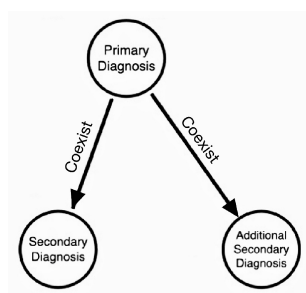 Primary
Diagnosis
Coexist
Coexist
Secondary
Diagnosis
Additional
Secondary
Diagnosis